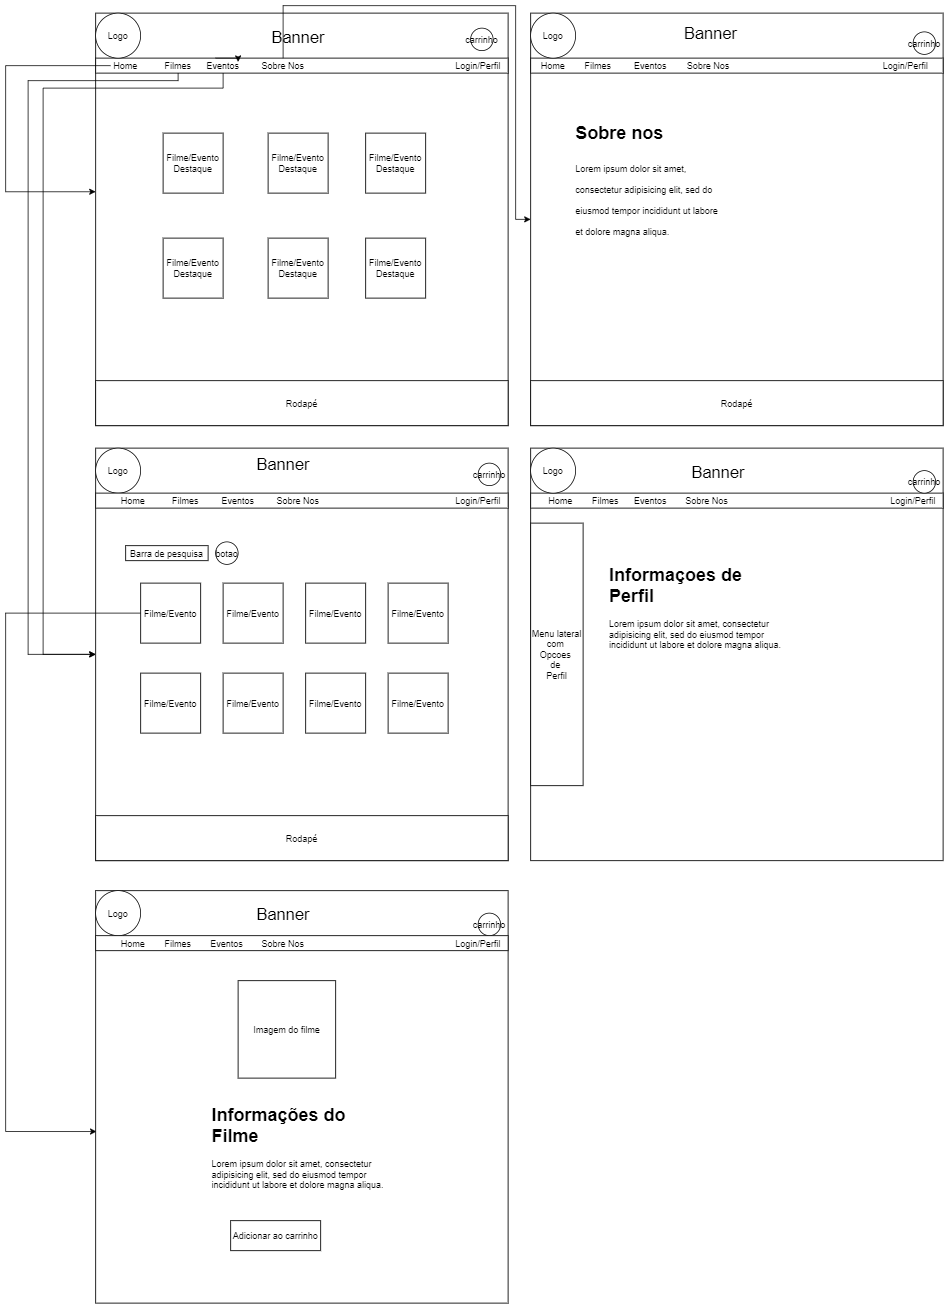 Logo
Banner
carrinho
Home
Filmes
Eventos
Sobre Nos
Login/Perfil
Filme/Evento
Destaque
Filme/Evento
Destaque
Filme/Evento
Destaque
Filme/Evento
Destaque
Filme/Evento
Destaque
Filme/Evento
Destaque
Rodapé
Logo
Banner
carrinho
Home
Filmes
Eventos
Sobre Nos
Login/Perfil
Sobre nos
Lorem ipsum dolor sit amet,
consectetur adipisicing elit, sed do
eiusmod tempor incididunt ut labore
et dolore magna aliqua.
Rodapé
Logo
Banner
carrinho
Home
Filmes
Eventos
Sobre Nos
Login/Perfil
Barra de pesquisa
botao
Filme/Evento
Filme/Evento
Filme/Evento
Filme/Evento
Filme/Evento
Filme/Evento
Filme/Evento
Filme/Evento
Rodapé
Logo
Banner
carrinho
Home
Filmes
Eventos
Sobre Nos
Login/Perfil
Menu lateral
com
Opcoes
de
Perfil
Informaçoes de
Perfil
Lorem ipsum dolor sit amet, consectetur
adipisicing elit, sed do eiusmod tempor
incididunt ut labore et dolore magna aliqua.
Logo
Banner
carrinho
Home
Filmes
Eventos
Sobre Nos
Login/Perfil
Imagem do filme
Informações do
Filme
Lorem ipsum dolor sit amet, consectetur
adipisicing elit, sed do eiusmod tempor
incididunt ut labore et dolore magna aliqua.
Adicionar ao carrinho